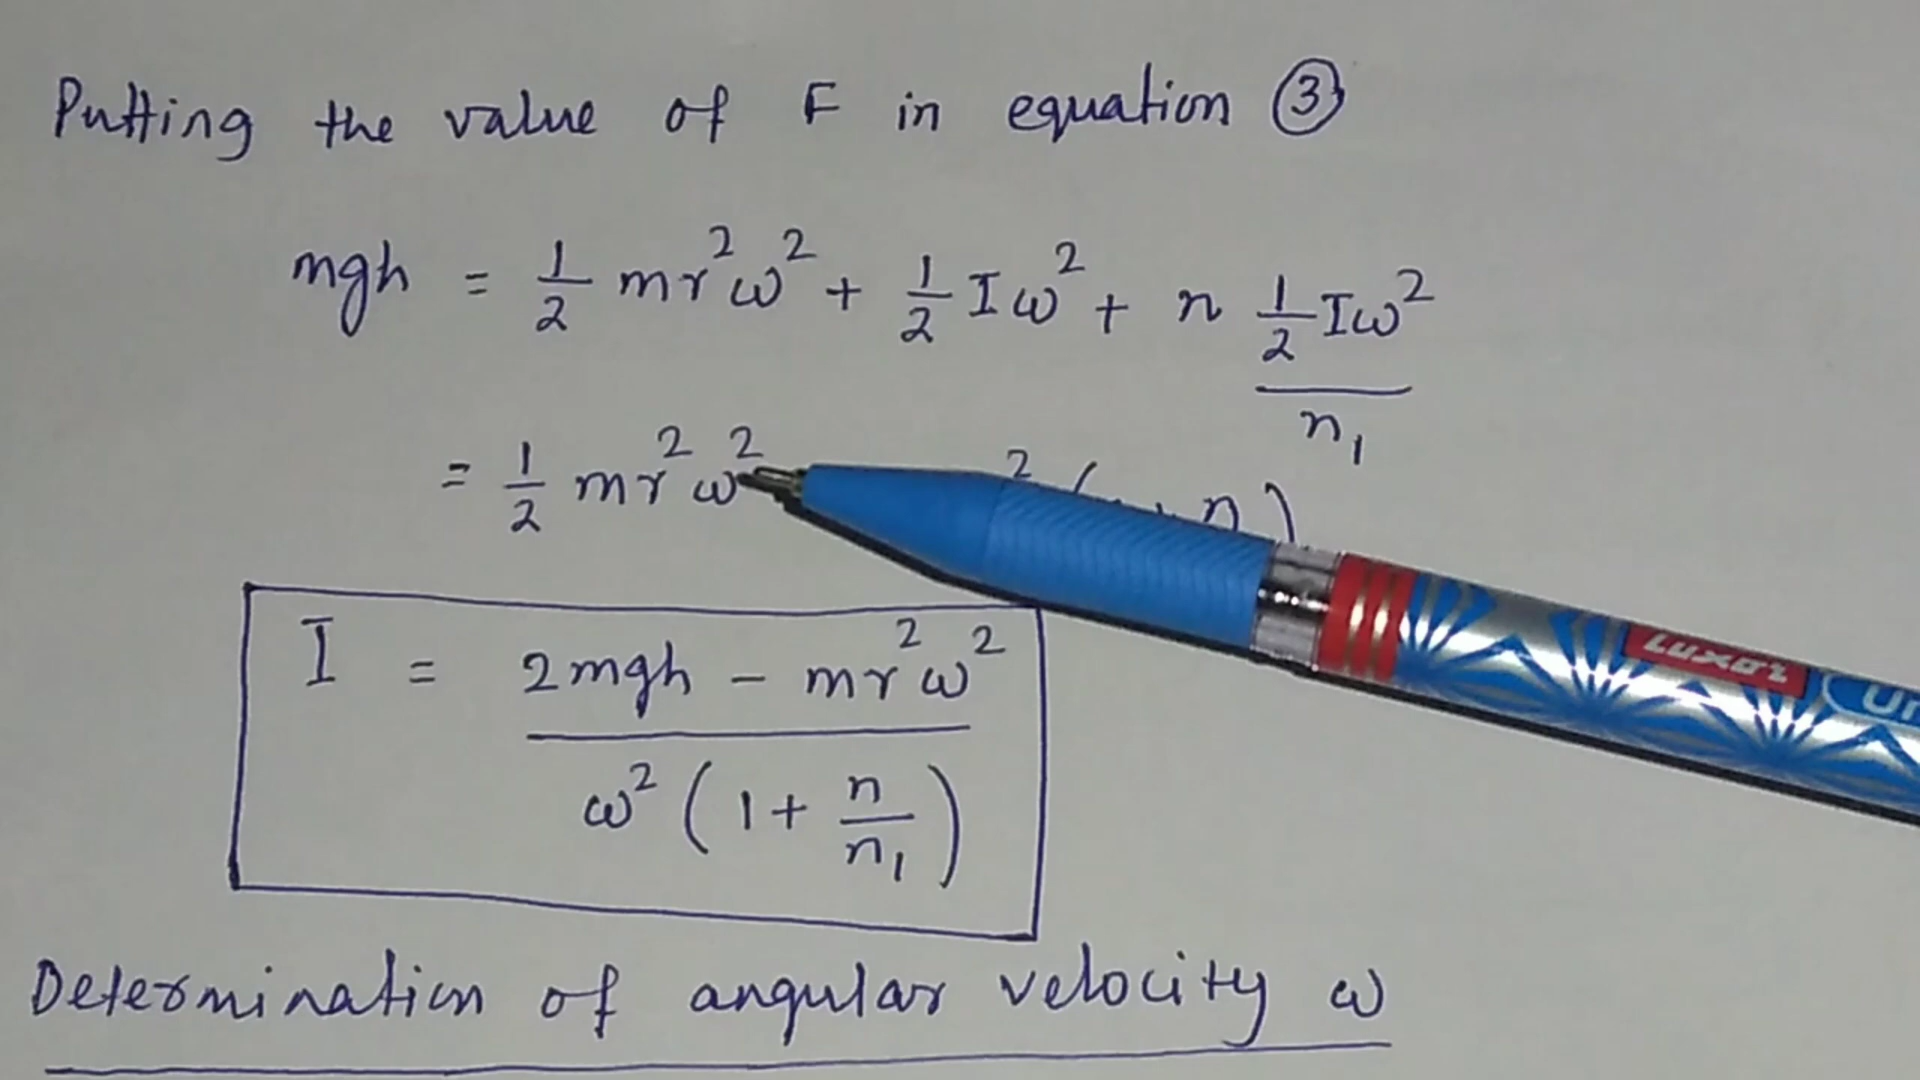 Putting the value of F in equation ③
mgh = 1/2 mr²ω² + 1/2 Iω² + n (1/2 Iω²)/n₁
= 1/2 mr²ω² ² ( n )
I = (2mgh - mr²ω²)/(ω² (1 + n/n₁))
Determination of angular velocity ω
Luxor